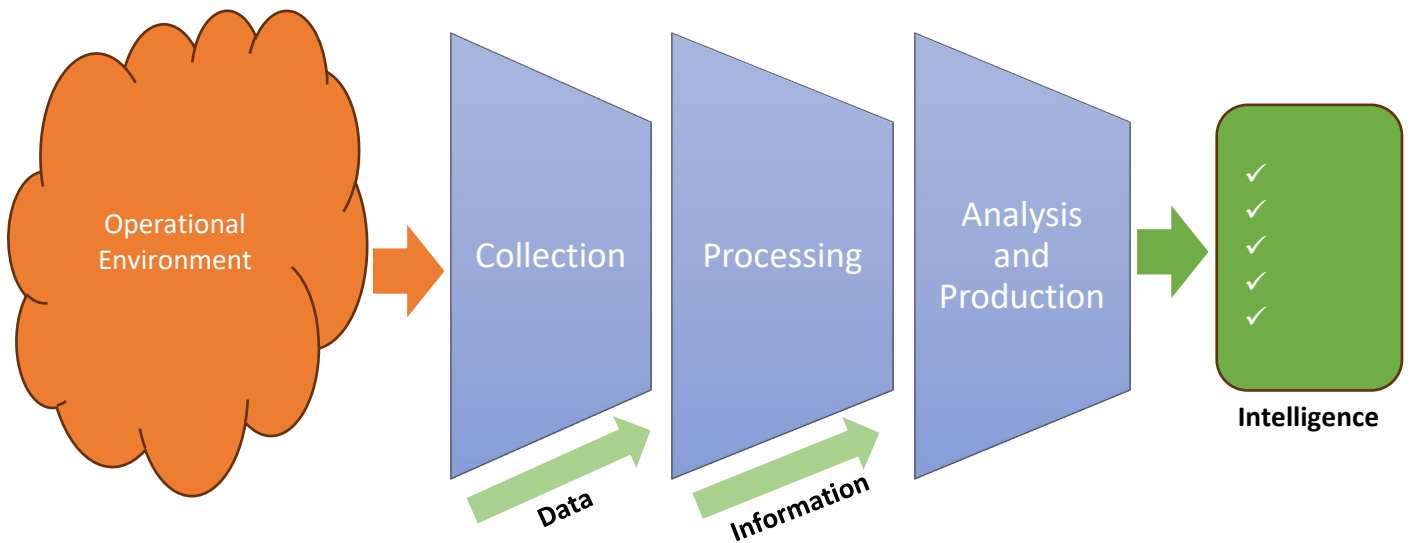 Operational
Environment
Collection
Processing
Analysis
and
Production
✓
✓
✓
✓
✓
Intelligence
Data
Information